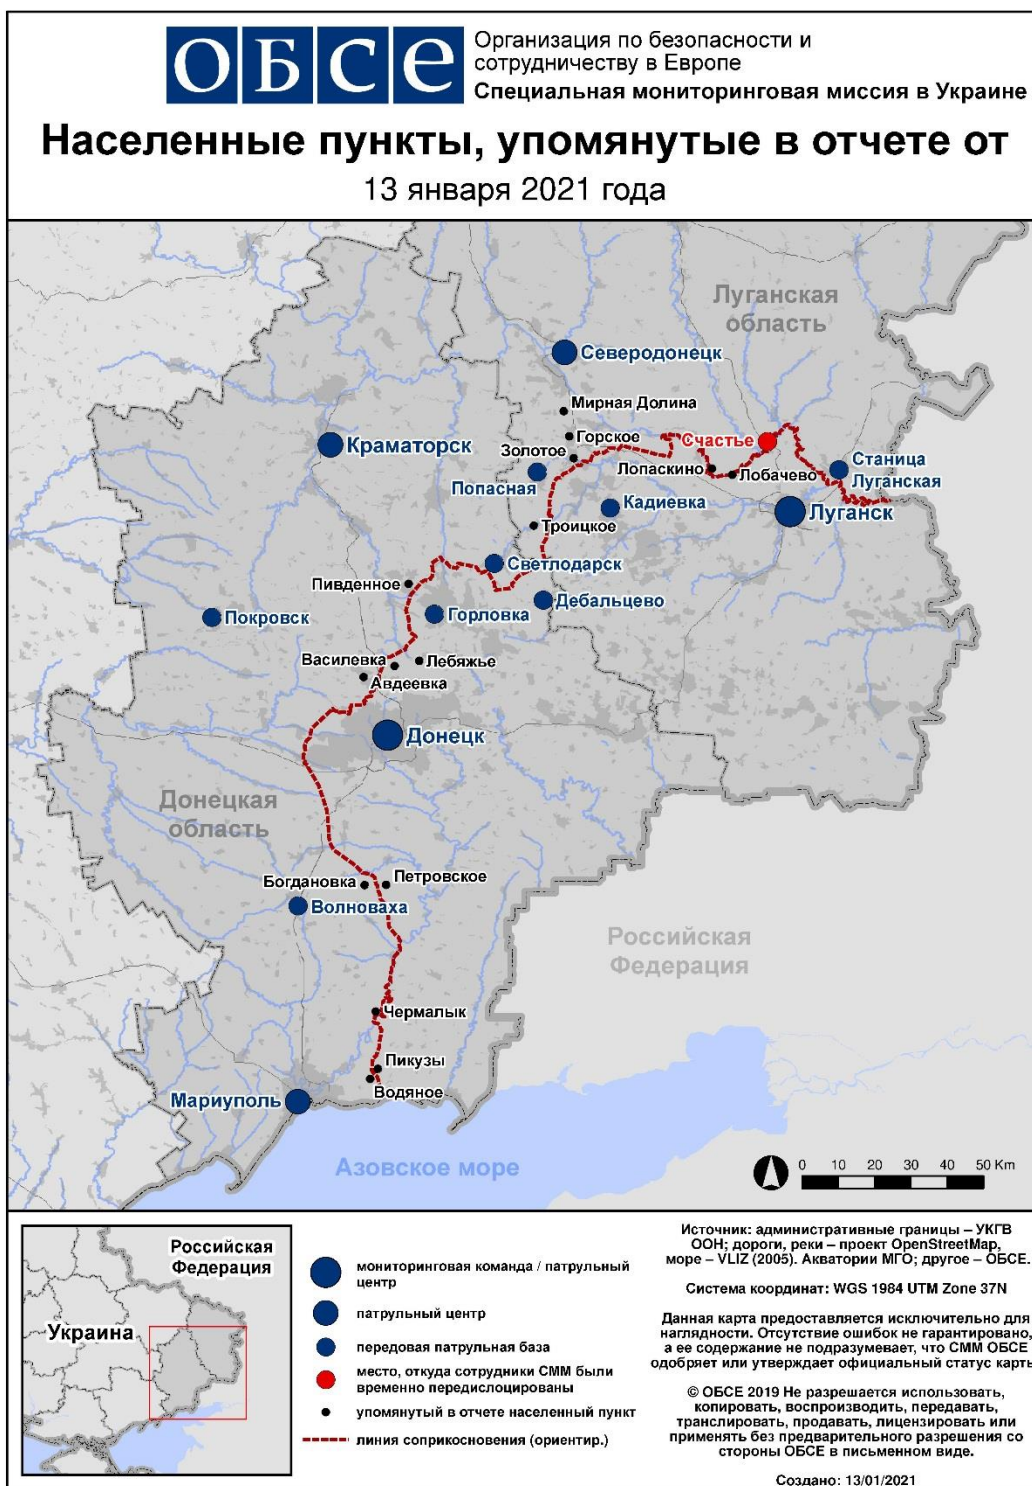 ОБСЕ
Организация по безопасности и
сотрудничеству в Европе
Специальная мониторинговая миссия в Украине
Населенные пункты, упомянутые в отчете от
13 января 2021 года
Луганская
область
Северодонецк
Мирная Долина
Горское
Счастье
Краматорск
Золотое
Станица
Луганская
Лопаскино
Лобачево
Попасная
Кадиевка
Луганск
Троицкое
Светлодарск
Пивденное
Дебальцево
Покровск
Горловка
Василевка
Лебяжье
Авдеевка
Донецк
Донецкая
область
Богдановка
Петровское
Волноваха
Российская
Федерация
Чермалык
Пикузы
Водяное
Мариуполь
Азовское море
0 10 20 30 40 50 Km
Российская
Федерация
Украина
мониторинговая команда / патрульный
центр
патрульный центр
передовая патрульная база
место, откуда сотрудники СММ были
временно передислоцированы
упомянутый в отчете населенный пункт
линия соприкосновения (ориентир.)
Источник: административные границы – УКГВ
ООН; дороги, реки – проект OpenStreetMap,
море – VLIZ (2005). Акватории МГО; другое – ОБСЕ.
Система координат: WGS 1984 UTM Zone 37N
Данная карта предоставляется исключительно для
наглядности. Отсутствие ошибок не гарантировано,
а ее содержание не подразумевает, что СММ ОБСЕ
одобряет или утверждает официальный статус карты
© ОБСЕ 2019 Не разрешается использовать,
копировать, воспроизводить, передавать,
транслировать, продавать, лицензировать или
применять без предварительного разрешения со
стороны ОБСЕ в письменном виде.
Создано: 13/01/2021